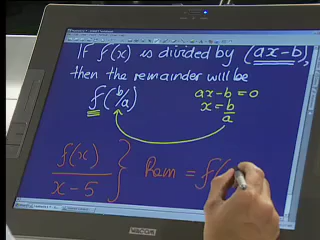 If f(x) is divided by (ax-b),
then the remainder will be
f(b/a)
ax-b=0
x=b/a
f(x)/x-5 } Rem = f(
WACOM